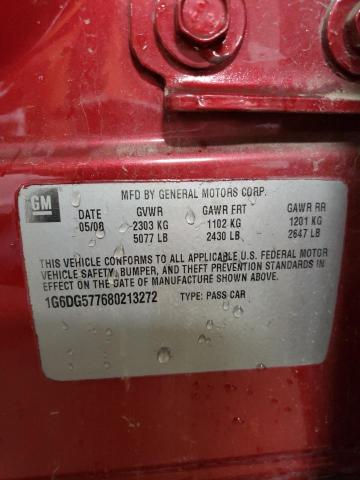 MFD BY GENERAL MOTORS CORP.
GM
DATE GVWR GAWR FRT GAWR RR
05/08 2303 KG 1102 KG 1201 KG
5077 LB 2430 LB 2647 LB
THIS VEHICLE CONFORMS TO ALL APPLICABLE U.S. FEDERAL MOTOR
VEHICLE SAFETY, BUMPER, AND THEFT PREVENTION STANDARDS IN
EFFECT ON THE DATE OF MANUFACTURE SHOWN ABOVE.
1G6DG577680213272 TYPE: PASS CAR